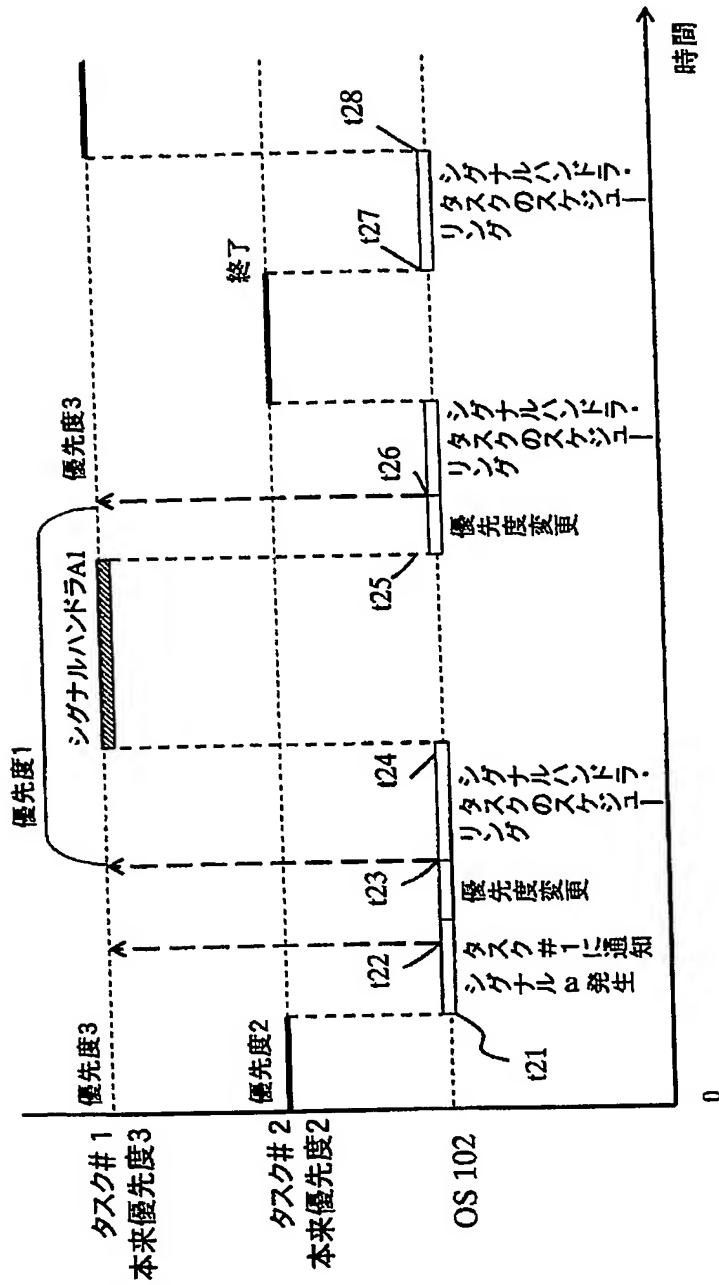 優先度1
タスク#1
本来優先度3
優先度3
シグナルハンドラA1
優先度3
タスク#2
本来優先度2
優先度2
終了
OS 102
t21
t22
t23
t24
t25
t26
t27
t28
シグナルa発生
タスク#1に通知
優先度変更
シグナルハンドラ・
タスクのスケジュー
リング
優先度変更
シグナルハンドラ・
タスクのスケジュー
リング
シグナルハンドラ・
タスクのスケジュー
リング
0
時間